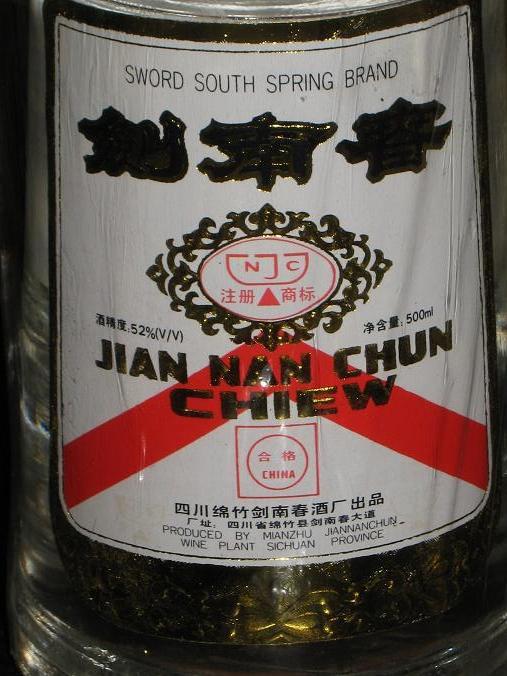 SWORD SOUTH SPRING BRAND
剑南春
NJC
注册▲商标
酒精度:52%(V/V)
净含量:500ml
JIAN NAN CHUN
CHIEW
合格
CHINA
四川绵竹剑南春酒厂出品
厂址:四川省绵竹县剑南春大道
PRODUCED BY MIANZHU JIANNANCHUN
WINE PLANT SICHUAN PROVINCE